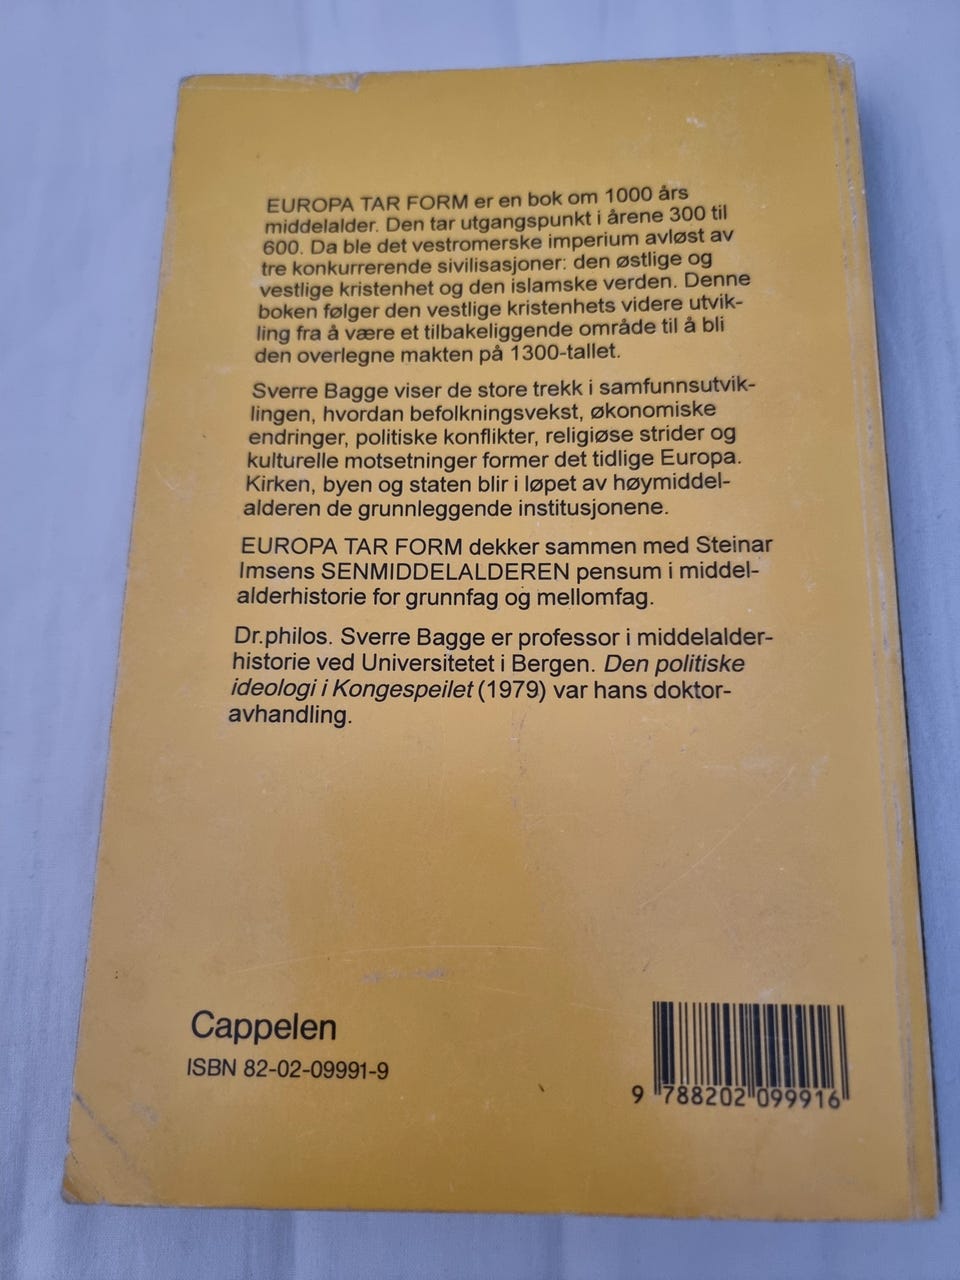 EUROPA TAR FORM er en bok om 1000 års
middelalder. Den tar utgangspunkt i årene 300 til
600. Da ble det vestromerske imperium avløst av
tre konkurrerende sivilisasjoner: den østlige og
vestlige kristenhet og den islamske verden. Denne
boken følger den vestlige kristenhets videre utvik-
ling fra å være et tilbakeliggende område til å bli
den overlegne makten på 1300-tallet.
Sverre Bagge viser de store trekk i samfunnsutvik-
lingen, hvordan befolkningsvekst, økonomiske
endringer, politiske konflikter, religiøse strider og
kulturelle motsetninger former det tidlige Europa.
Kirken, byen og staten blir i løpet av høymiddel-
alderen de grunnleggende institusjonene.
EUROPA TAR FORM dekker sammen med Steinar
Imsens SENMIDDELALDEREN pensum i middel-
alderhistorie for grunnfag og mellomfag.
Dr.philos. Sverre Bagge er professor i middelalder-
historie ved Universitetet i Bergen. Den politiske
ideologi i Kongespeilet (1979) var hans doktor-
avhandling.
Cappelen
ISBN 82-02-09991-9
9 788202 099916